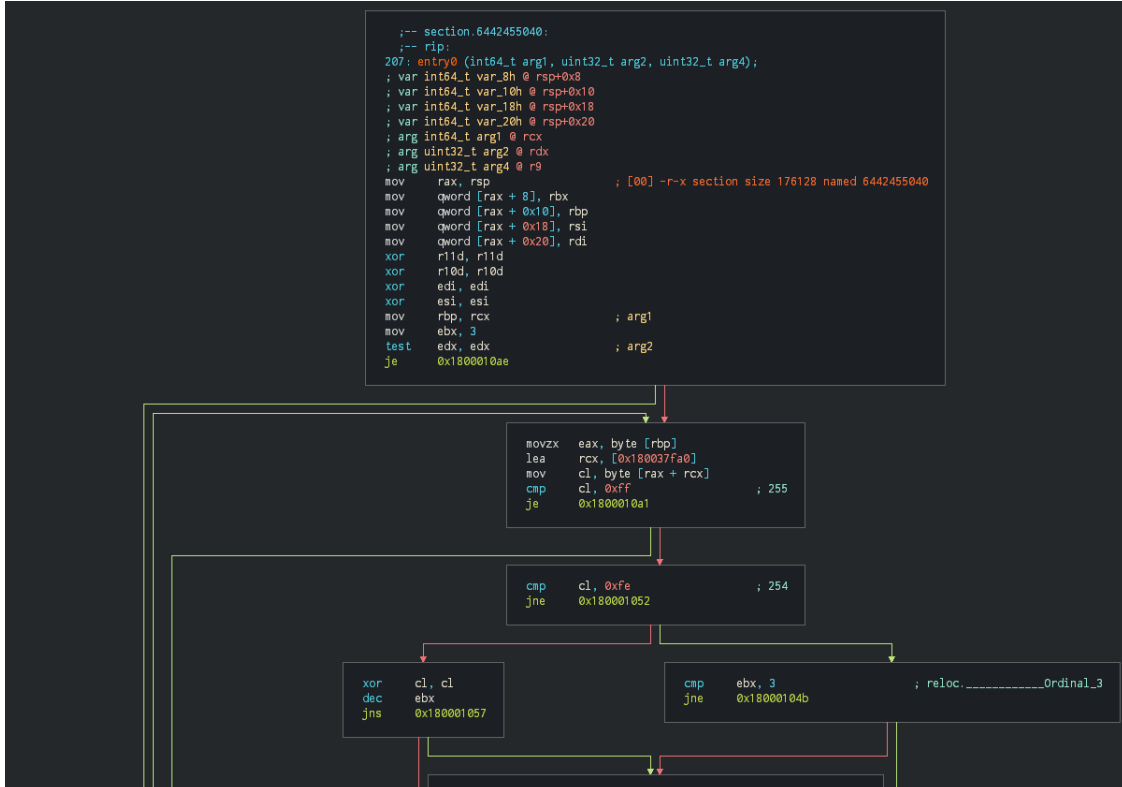 ;-- section.6442455040:
;-- rip:
207: entry0 (int64_t arg1, uint32_t arg2, uint32_t arg4);
; var int64_t var_8h @ rsp+0x8
; var int64_t var_10h @ rsp+0x10
; var int64_t var_18h @ rsp+0x18
; var int64_t var_20h @ rsp+0x20
; arg int64_t arg1 @ rcx
; arg uint32_t arg2 @ rdx
; arg uint32_t arg4 @ r9
mov rax, rsp ; [00] -r-x section size 176128 named 6442455040
mov qword [rax + 8], rbx
mov qword [rax + 0x10], rbp
mov qword [rax + 0x18], rsi
mov qword [rax + 0x20], rdi
xor r11d, r11d
xor r10d, r10d
xor edi, edi
xor esi, esi
mov rbp, rcx ; arg1
mov ebx, 3
test edx, edx ; arg2
je 0x1800010ae
movzx eax, byte [rbp]
lea rcx, [0x180037fa0]
mov cl, byte [rax + rcx]
cmp cl, 0xff ; 255
je 0x1800010a1
cmp cl, 0xfe ; 254
jne 0x180001052
xor cl, cl
dec ebx
jns 0x180001057
cmp ebx, 3 ; reloc.____________Ordinal_3
jne 0x18000104b